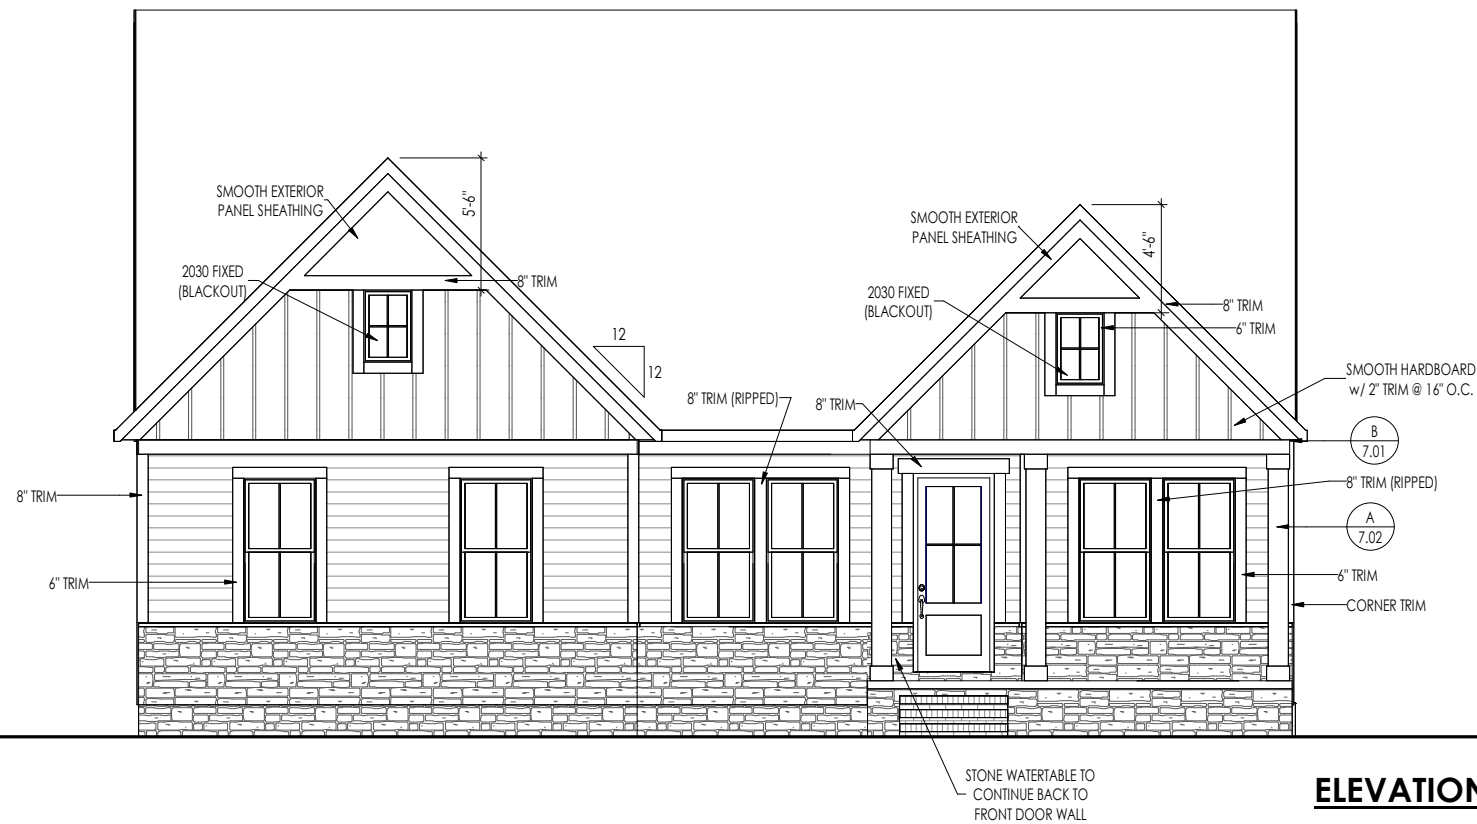 SMOOTH EXTERIOR
PANEL SHEATHING
5'-6"
2030 FIXED
(BLACKOUT)
8" TRIM
12
12
SMOOTH EXTERIOR
PANEL SHEATHING
4'-6"
2030 FIXED
(BLACKOUT)
8" TRIM
6" TRIM
SMOOTH HARDBOARD
w/ 2" TRIM @ 16" O.C.
8" TRIM (RIPPED)
8" TRIM
B
7.01
8" TRIM
8" TRIM (RIPPED)
A
7.02
6" TRIM
6" TRIM
CORNER TRIM
STONE WATERTABLE TO
CONTINUE BACK TO
FRONT DOOR WALL
ELEVATION